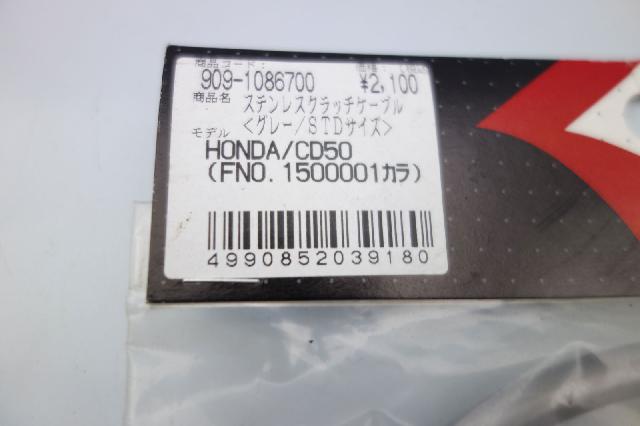 商品コード: 価格:
909-1086700 ¥2,100
商品名 ステンレスクラッチケーブル
<グレー/STDサイズ>
モデル
HONDA/CD50
(FNO.1500001カラ)
4990852039180